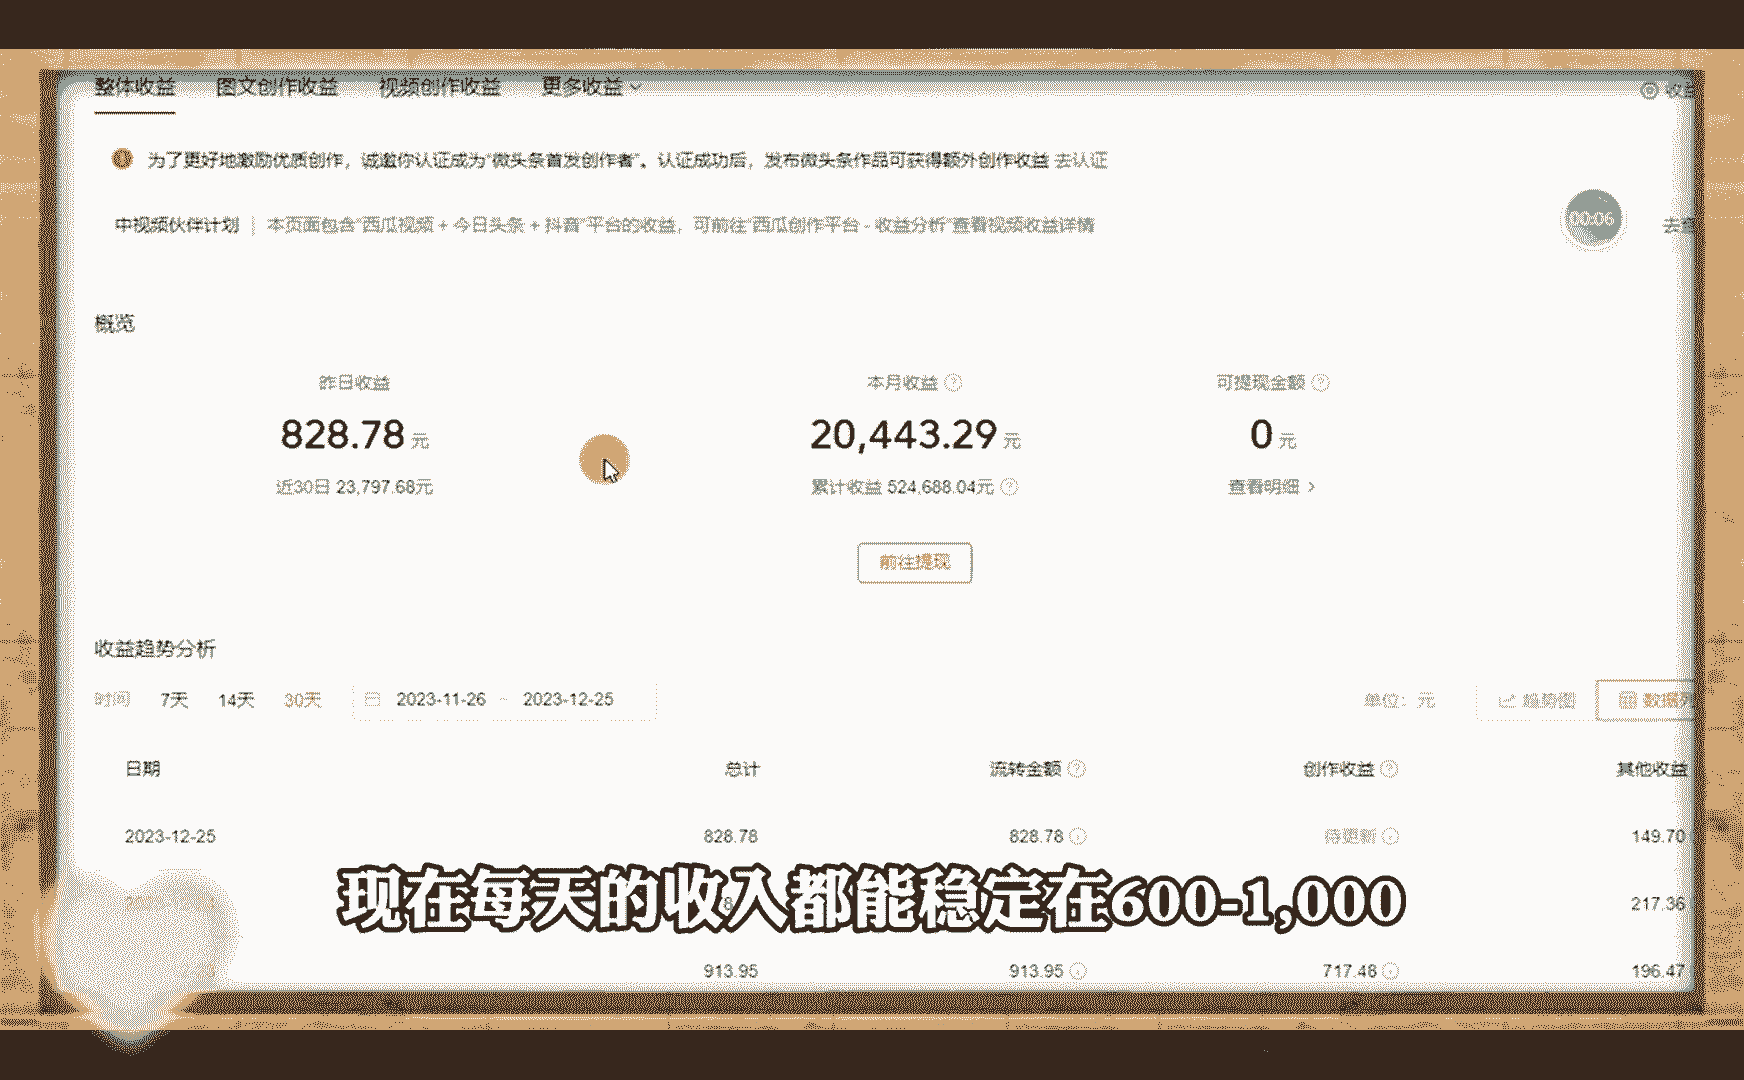 整体收益 图文创作收益 视频创作收益 更多收益 收益
为了更好地激励优质创作，诚邀你认证成为“微头条首发创作者”。认证成功后，发布微头条作品可获得额外创作收益 去认证
中视频伙伴计划 | 本页面包含“西瓜视频 + 今日头条 + 抖音”平台的收益，可前往“西瓜创作平台 - 收益分析”查看视频收益详情 去查
00:06
概览
昨日收益 本月收益 可提现金额
828.78 元 20,443.29 元 0 元
近30日 23,797.68元 累计收益 524,688.04元 查看明细 >
前往提现
收益趋势分析
时间 7天 14天 30天 2023-11-26 ~ 2023-12-25 单位：元 趋势图 数据列
日期 总计 流转金额 创作收益 其他收益
2023-12-25 828.78 828.78 待更新 149.70
217.36
现在每天的收入都能稳定在600-1,000
913.95 913.95 717.48 196.47